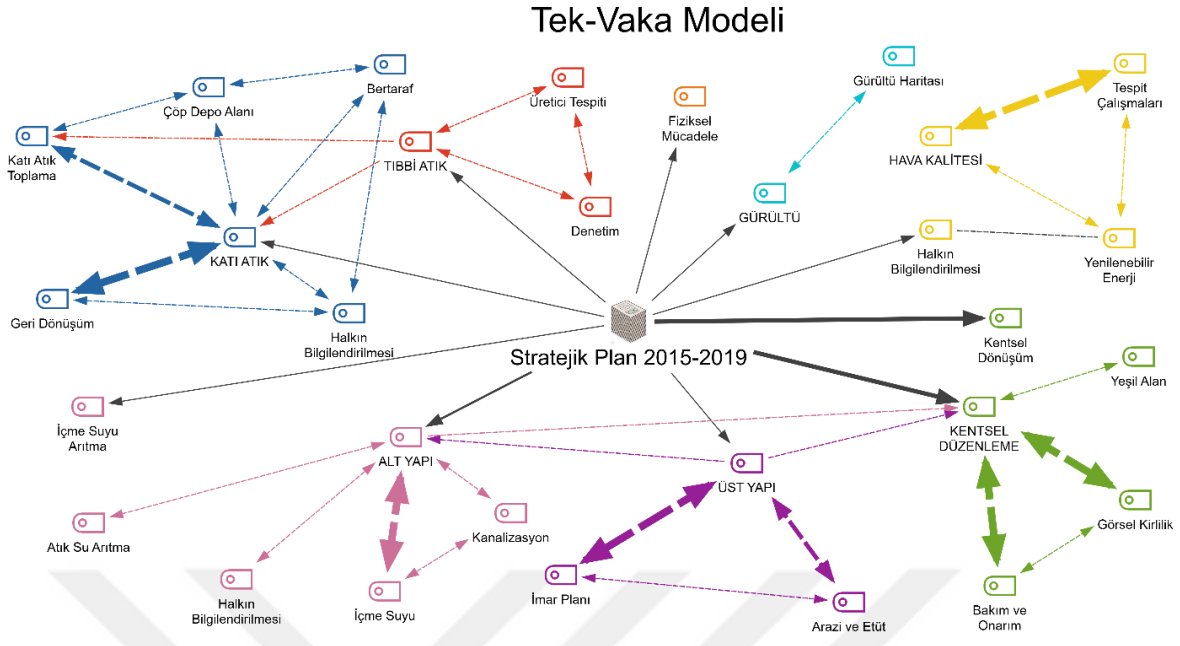 Tek-Vaka Modeli
Bertaraf
Çöp Depo Alanı
Katı Atık
Toplama
KATI ATIK
Geri Dönüşüm
Halkın
Bilgilendirilmesi
Üretici Tespiti
TIBBİ ATIK
Denetim
Fiziksel
Mücadele
Gürültü Haritası
GÜRÜLTÜ
Tespit
Çalışmaları
HAVA KALİTESİ
Halkın
Bilgilendirilmesi
Yenilenebilir
Enerji
Stratejik Plan 2015-2019
Kentsel
Dönüşüm
Yeşil Alan
KENTSEL
DÜZENLEME
Görsel Kirlilik
Bakım ve
Onarım
İçme Suyu
Arıtma
ALT YAPI
Atık Su Arıtma
Kanalizasyon
Halkın
Bilgilendirilmesi
İçme Suyu
ÜST YAPI
İmar Planı
Arazi ve Etüt